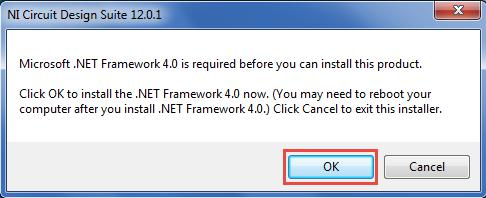 NI Circuit Design Suite 12.0.1
Microsoft .NET Framework 4.0 is required before you can install this product.
Click OK to install the .NET Framework 4.0 now. (You may need to reboot your
computer after you install .NET Framework 4.0.) Click Cancel to exit this installer.
OK
Cancel